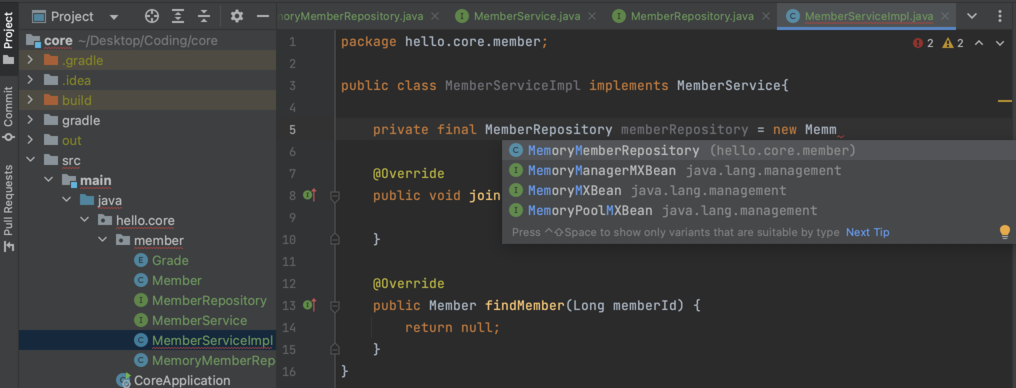 Project
MemoryMemberRepository.java
MemberService.java
MemberRepository.java
MemberServiceImpl.java
Project
Commit
Pull Requests
core ~/Desktop/Coding/core
.gradle
.idea
build
gradle
out
src
main
java
hello.core
member
E Grade
C Member
I MemberRepository
I MemberService
C MemberServiceImpl
C MemoryMemberRep
CoreApplication
2 2
1 package hello.core.member;
2
3 public class MemberServiceImpl implements MemberService{
4
5 private final MemberRepository memberRepository = new Memm
6
7 @Override
8 public void join
9
10 }
11
12 @Override
13 public Member findMember(Long memberId) {
14 return null;
15 }
16 }
C MemoryMemberRepository (hello.core.member)
I MemoryManagerMXBean java.lang.management
I MemoryMXBean java.lang.management
I MemoryPoolMXBean java.lang.management
Press ^⇧Space to show only variants that are suitable by type Next Tip